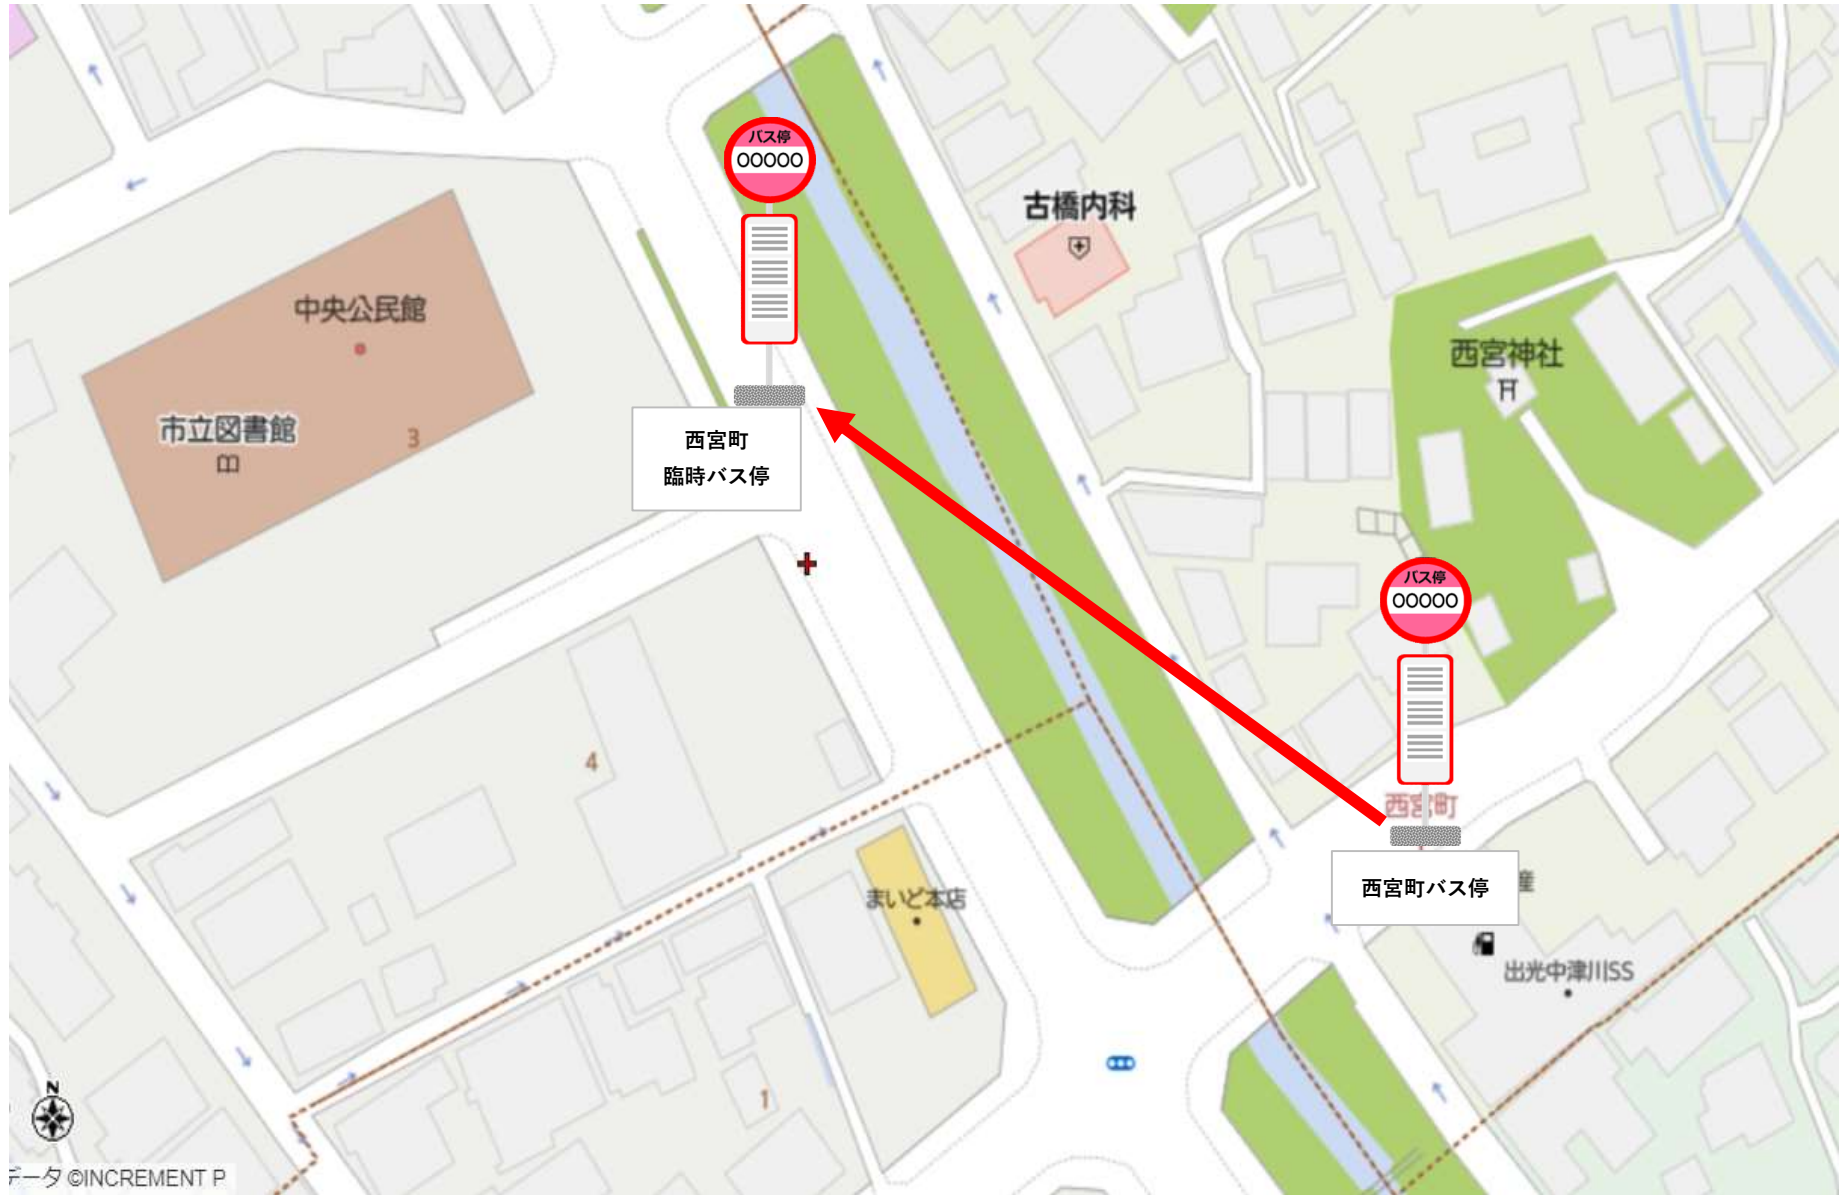 バス停
OOOOO
古橋内科
中央公民館
市立図書館
3
西宮神社
西宮町
臨時バス停
バス停
OOOOO
4
西宮町
西宮町バス停
産
まいど本店
出光中津川SS
1
N
データ ©INCREMENT P